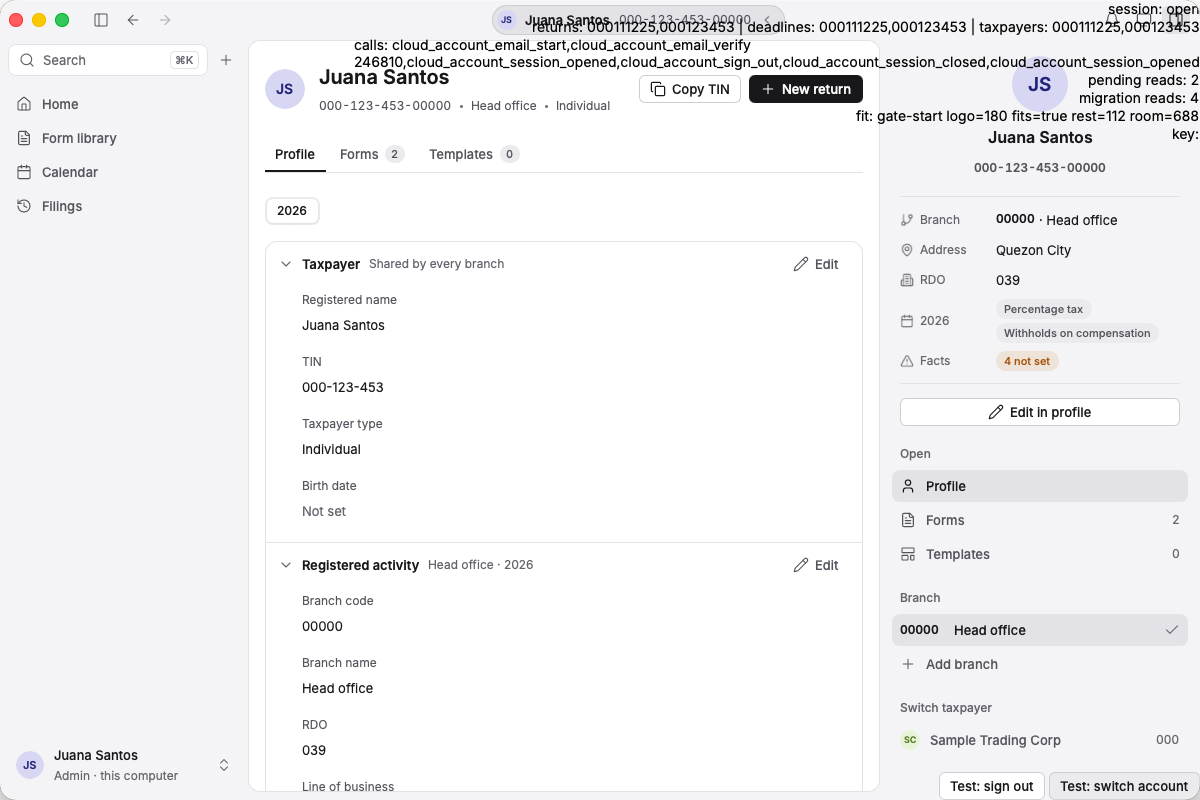 session: open
JS Juana Santos 000-123-453-00000
returns: 000111225,000123453 | deadlines: 000111225,000123453 | taxpayers: 000111225,000123453
calls: cloud_account_email_start,cloud_account_email_verify
246810,cloud_account_session_opened,cloud_account_sign_out,cloud_account_session_closed,cloud_account_session_opened
pending reads: 2
migration reads: 4
fit: gate-start logo=180 fits=true rest=112 room=688
key:
Search ⌘K
Home
Form library
Calendar
Filings
JS
Juana Santos
Admin · this computer
JS
Juana Santos
000-123-453-00000 • Head office • Individual
Copy TIN
New return
Profile Forms 2 Templates 0
2026
Taxpayer Shared by every branch Edit
Registered name
Juana Santos
TIN
000-123-453
Taxpayer type
Individual
Birth date
Not set
Registered activity Head office · 2026 Edit
Branch code
00000
Branch name
Head office
RDO
039
Line of business
JS
Juana Santos
000-123-453-00000
Branch 00000 · Head office
Address Quezon City
RDO 039
2026 Percentage tax
Withholds on compensation
Facts 4 not set
Edit in profile
Open
Profile
Forms 2
Templates 0
Branch
00000 Head office
Add branch
Switch taxpayer
SC Sample Trading Corp 000
Test: sign out
Test: switch account